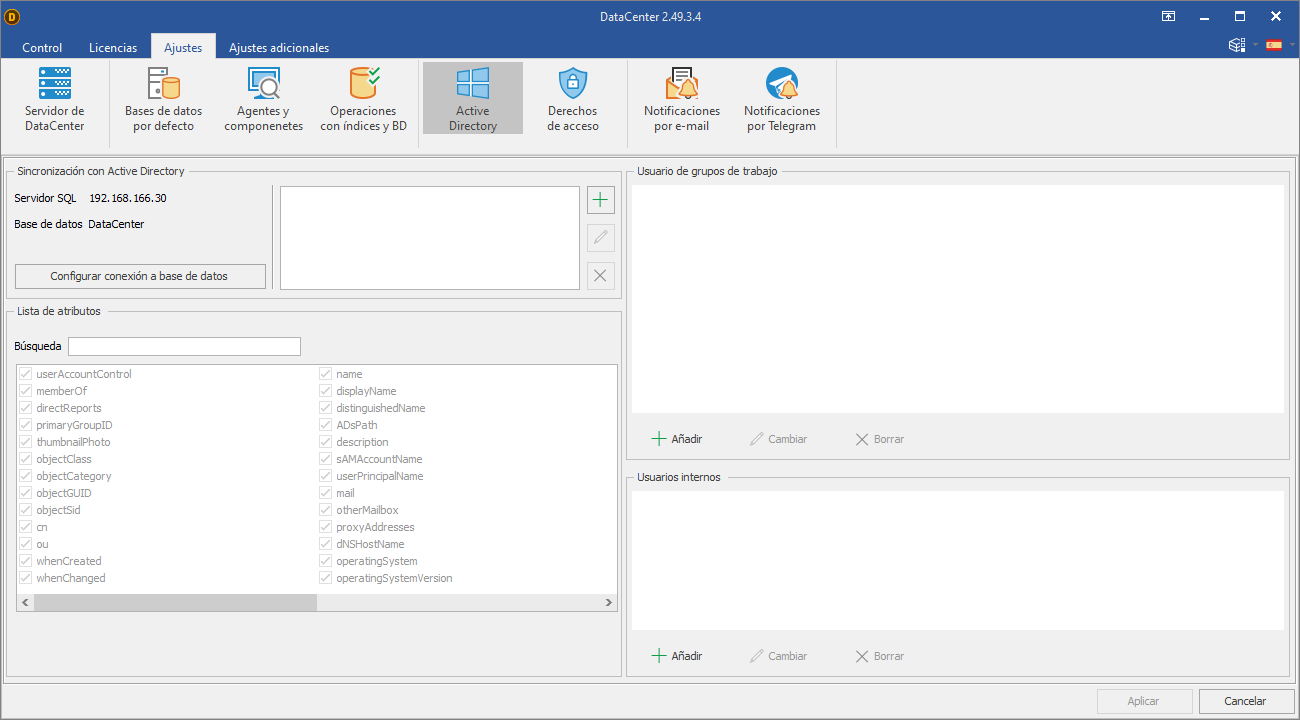 DataCenter 2.49.3.4
Control Licencias Ajustes Ajustes adicionales
Servidor de
DataCenter
Bases de datos
por defecto
Agentes y
componenetes
Operaciones
con índices y BD
Active
Directory
Derechos
de acceso
Notificaciones
por e-mail
Notificaciones
por Telegram
Sincronización con Active Directory
Servidor SQL 192.168.166.30
Base de datos DataCenter
Configurar conexión a base de datos
Lista de atributos
Búsqueda
userAccountControl
memberOf
directReports
primaryGroupID
thumbnailPhoto
objectClass
objectCategory
objectGUID
objectSid
cn
ou
whenCreated
whenChanged
name
displayName
distinguishedName
ADsPath
description
sAMAccountName
userPrincipalName
mail
otherMailbox
proxyAddresses
dNSHostName
operatingSystem
operatingSystemVersion
Usuario de grupos de trabajo
Añadir Cambiar Borrar
Usuarios internos
Añadir Cambiar Borrar
Aplicar Cancelar